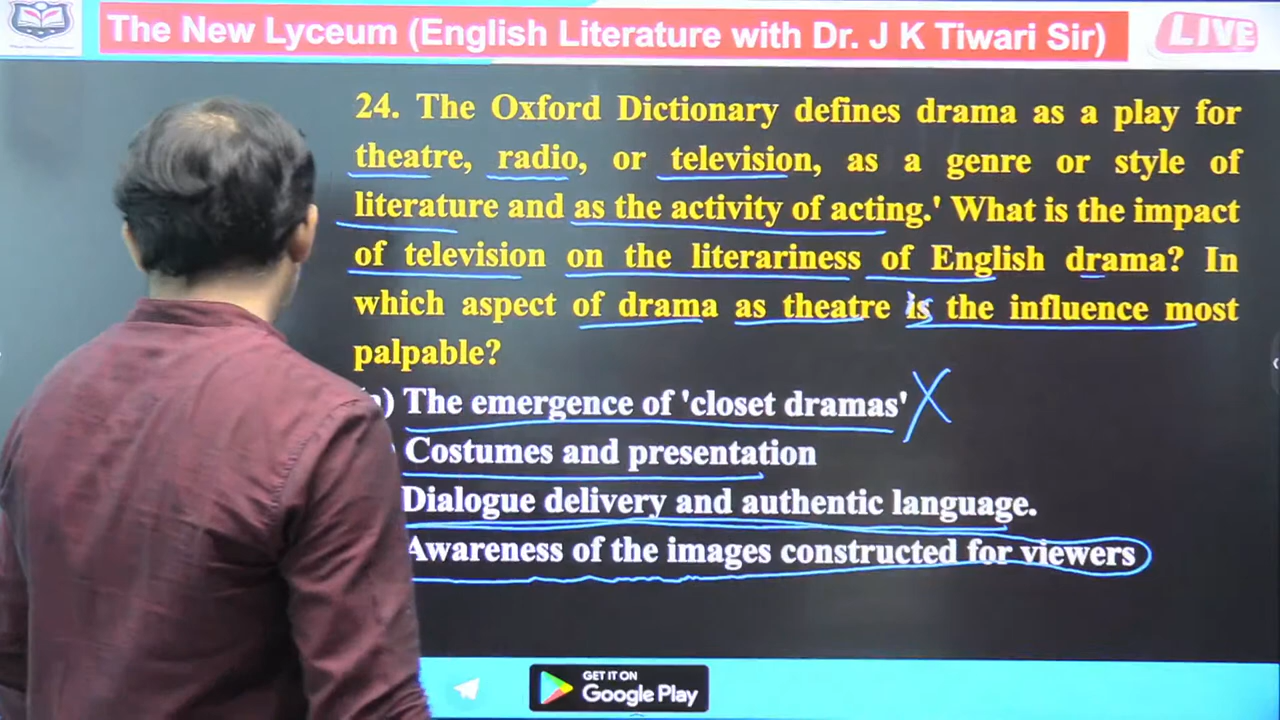 The New Lyceum (English Literature with Dr. J K Tiwari Sir)
LIVE
24. The Oxford Dictionary defines drama as a play for
theatre, radio, or television, as a genre or style of
literature and as the activity of acting.' What is the impact
of television on the literariness of English drama? In
which aspect of drama as theatre is the influence most
palpable?
) The emergence of 'closet dramas' X
Costumes and presentation
Dialogue delivery and authentic language.
Awareness of the images constructed for viewers
GET IT ON
Google Play